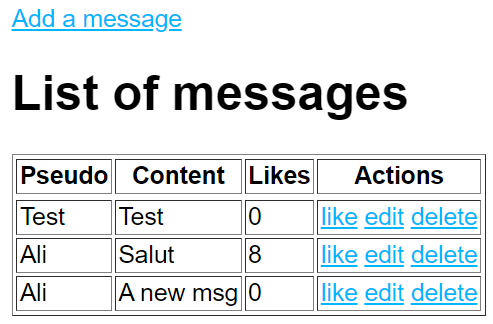 Add a message
List of messages
Pseudo Content Likes Actions
Test Test 0 like edit delete
Ali Salut 8 like edit delete
Ali A new msg 0 like edit delete